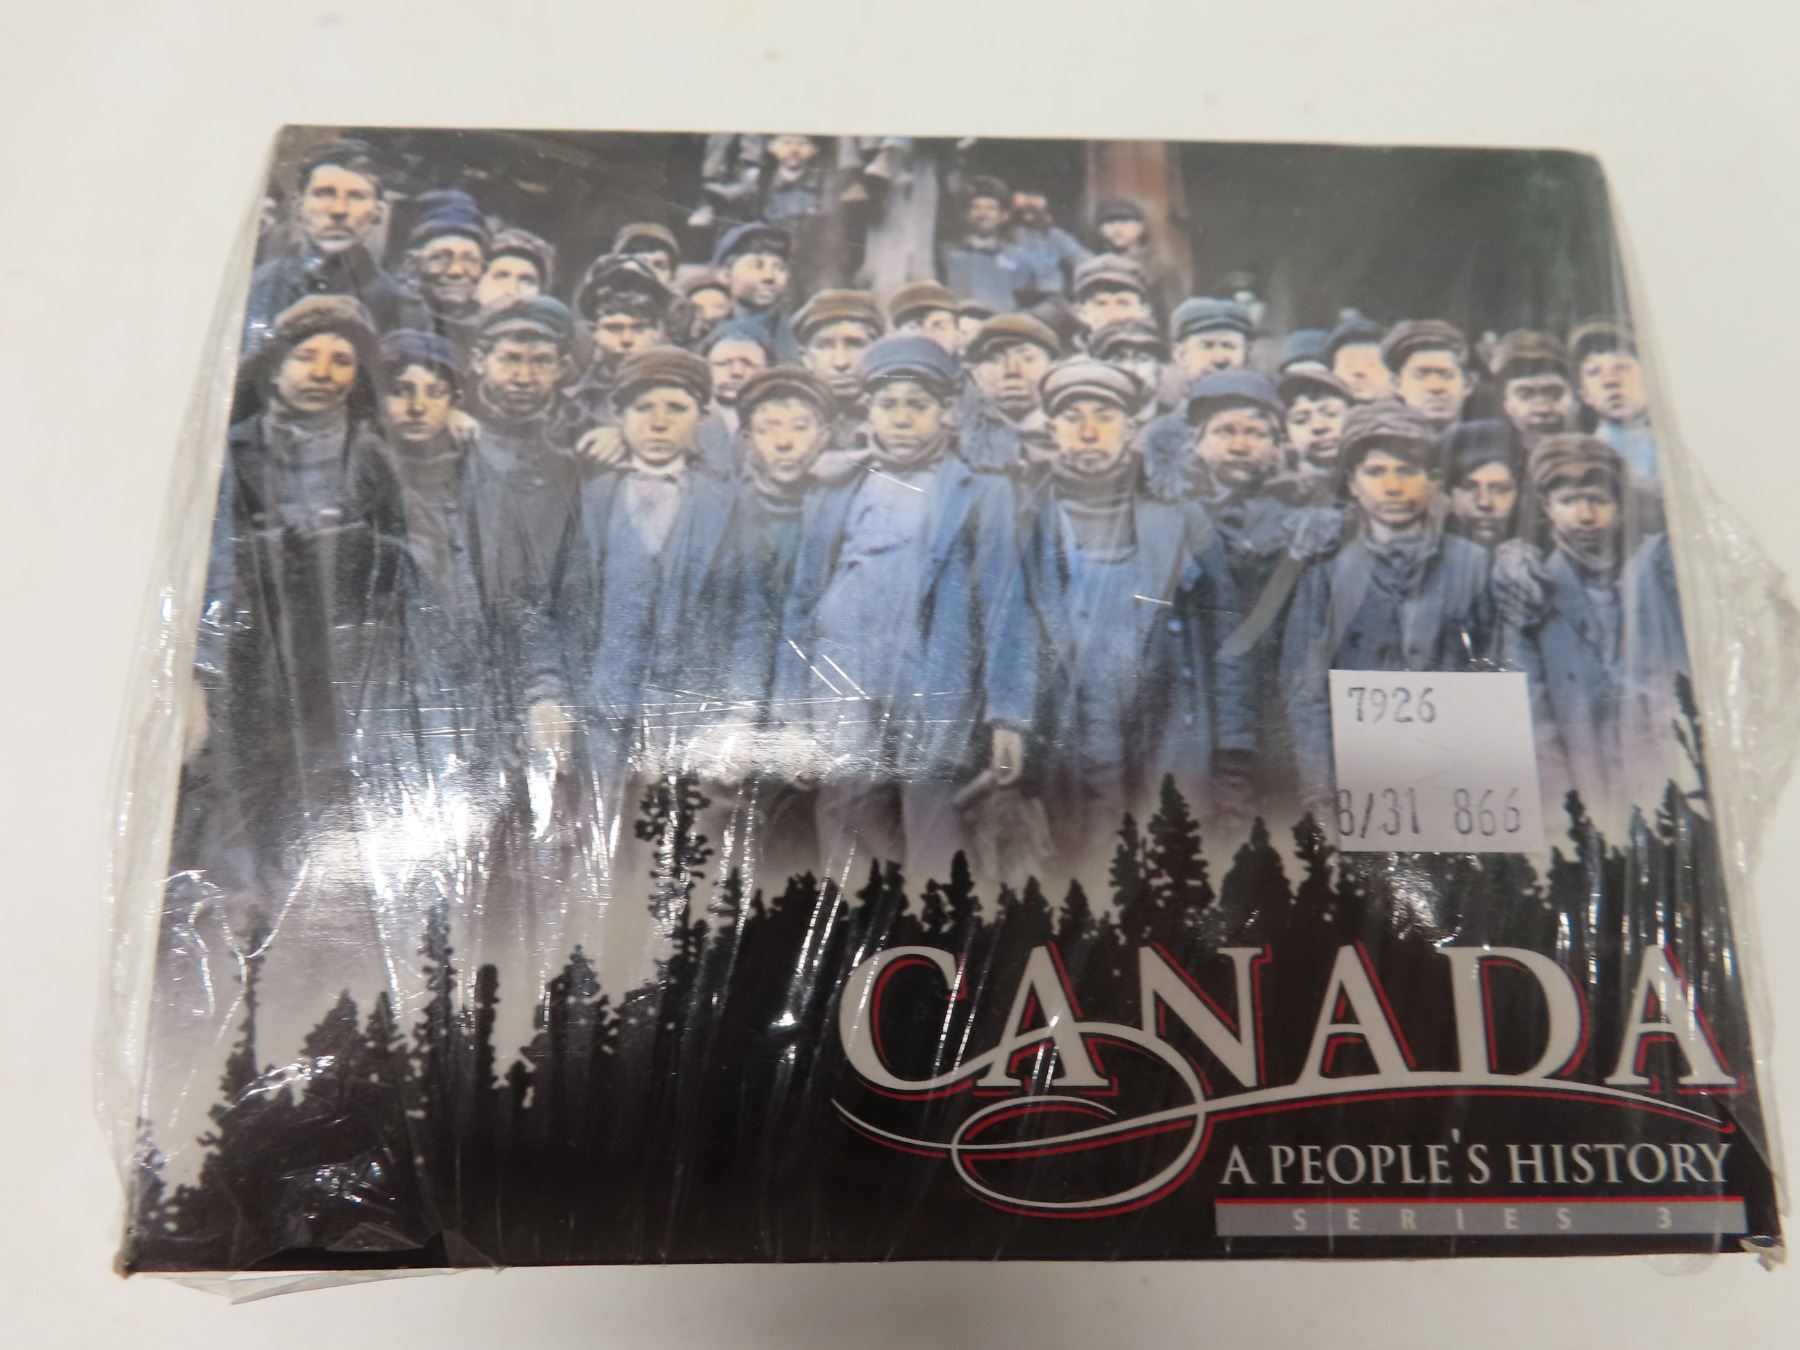 7926
8/31 866
CANADA
A PEOPLE'S HISTORY
SERIES 3